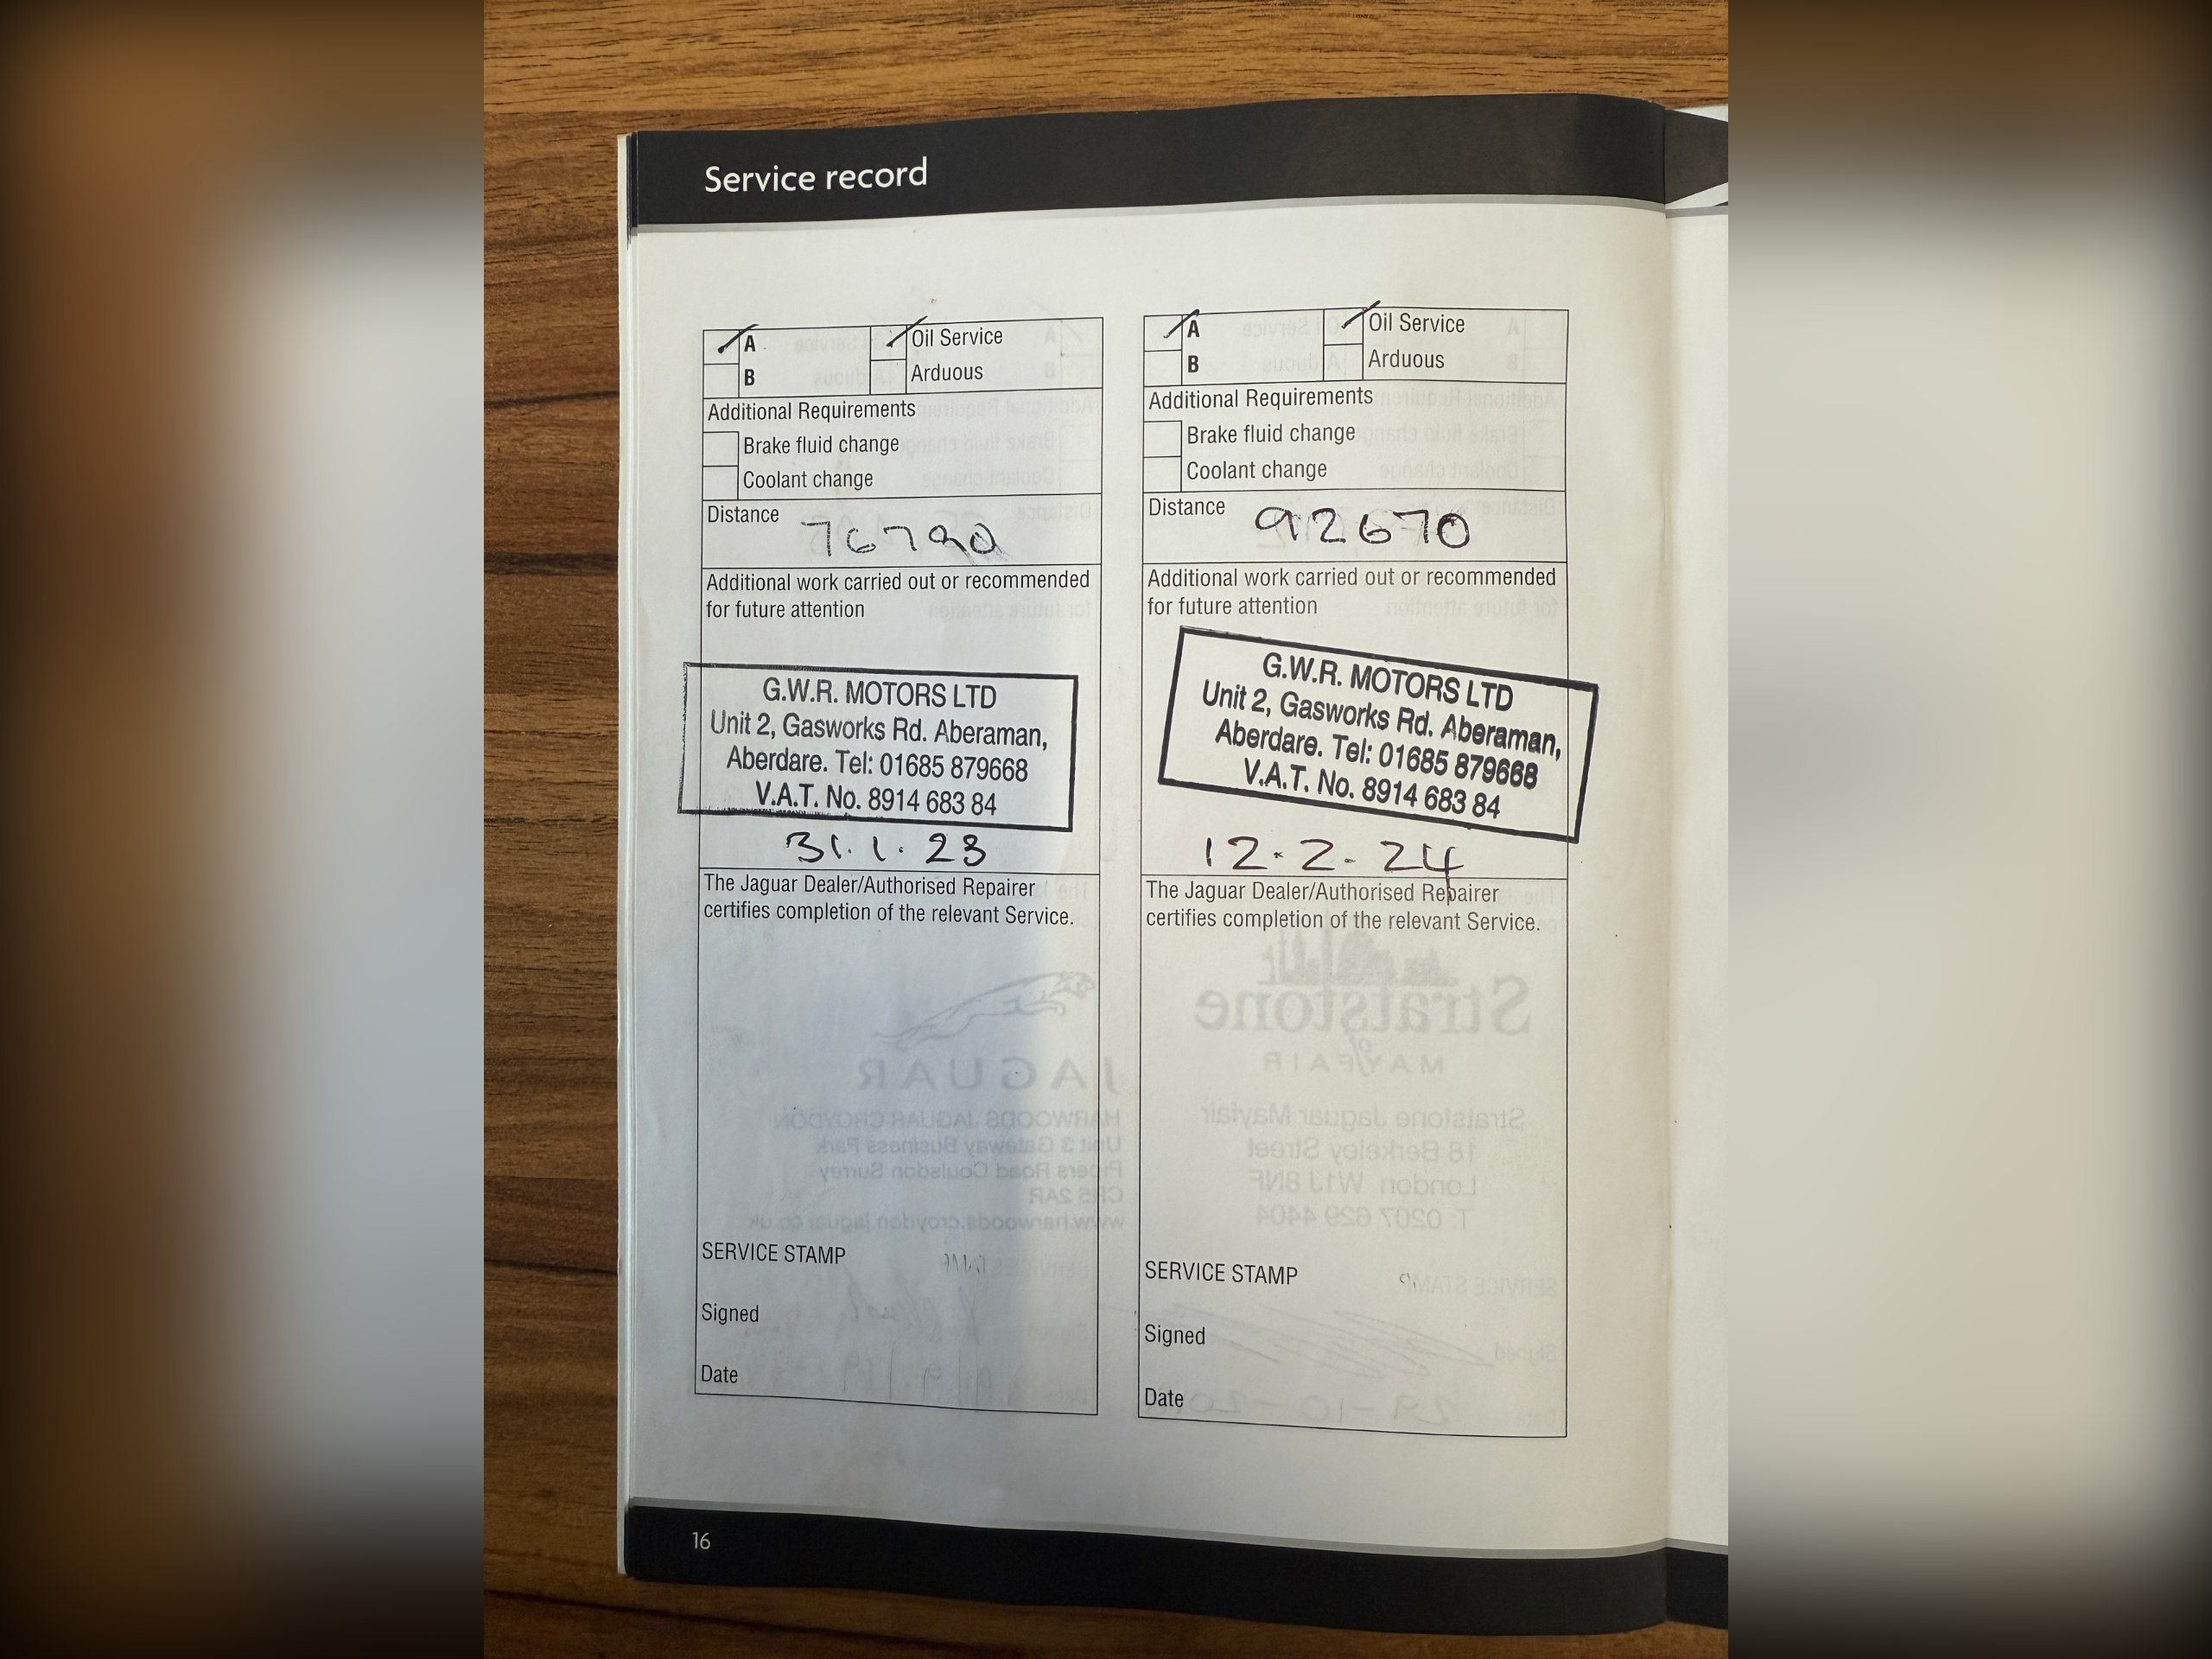 Service record
A
Oil Service
B
Arduous
Additional Requirements
Brake fluid change
Coolant change
Distance
Additional work carried out or recommended
for future attention
G.W.R. MOTORS LTD
Unit 2, Gasworks Rd. Aberaman,
Aberdare. Tel: 01685 879668
V.A.T. No. 8914 683 84
31.1.23
The Jaguar Dealer/Authorised Repairer
certifies completion of the relevant Service.
SERVICE STAMP
Signed
Date
A
Oil Service
B
Arduous
Additional Requirements
Brake fluid change
Coolant change
Distance 92670
Additional work carried out or recommended
for future attention
G.W.R. MOTORS LTD
Unit 2, Gasworks Rd. Aberaman,
Aberdare. Tel: 01685 879668
V.A.T. No. 8914 683 84
12-2-24
The Jaguar Dealer/Authorised Repairer
certifies completion of the relevant Service.
SERVICE STAMP
Signed
Date
16